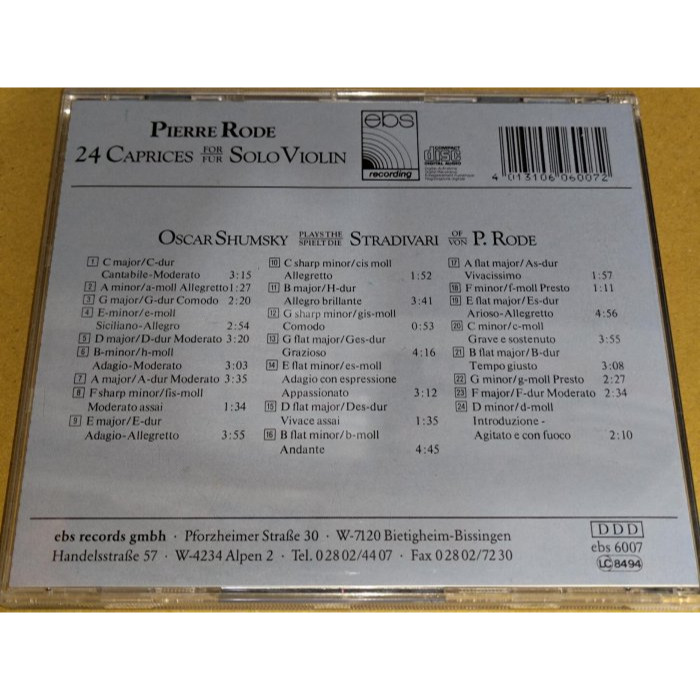 PIERRE RODE
24 CAPRICES FOR FÜR SOLO VIOLIN
ebs
recording
COMPACT
disc
DIGITAL AUDIO
4 013106 060072
OSCAR SHUMSKY PLAYS THE SPIELT DIE STRADIVARI OF VON P. RODE
1 C major/C-dur
Cantabile-Moderato 3:15
2 A minor/a-moll Allegretto 1:27
3 G major/G-dur Comodo 2:20
4 E-minor/e-moll
Siciliano-Allegro 2:54
5 D major/D-dur Moderato 3:20
6 B-minor/h-moll
Adagio-Moderato 3:03
7 A major/A-dur Moderato 3:35
8 F sharp minor/fis-moll
Moderato assai 1:34
9 E major/E-dur
Adagio-Allegretto 3:55
10 C sharp minor/cis moll
Allegretto 1:52
11 B major/H-dur
Allegro brillante 3:41
12 G sharp minor/gis-moll
Comodo 0:53
13 G flat major/Ges-dur
Grazioso 4:16
14 E flat minor/es-moll
Adagio con espressione
Appassionato 3:12
15 D flat major/Des-dur
Vivace assai 1:35
16 B flat minor/b-moll
Andante 4:45
17 A flat major/As-dur
Vivacissimo 1:57
18 F minor/f-moll Presto 1:11
19 E flat major/Es-dur
Arioso-Allegretto 4:56
20 C minor/c-moll
Grave e sostenuto 3:55
21 B flat major/B-dur
Tempo giusto 3:08
22 G minor/g-moll Presto 2:27
23 F major/F-dur Moderato 2:34
24 D minor/d-moll
Introduzione -
Agitato e con fuoco 2:10
ebs records gmbh · Pforzheimer Straße 30 · W-7120 Bietigheim-Bissingen
Handelsstraße 57 · W-4234 Alpen 2 · Tel. 0 28 02/44 07 · Fax 0 28 02/72 30
DDD
ebs 6007
LC 8494